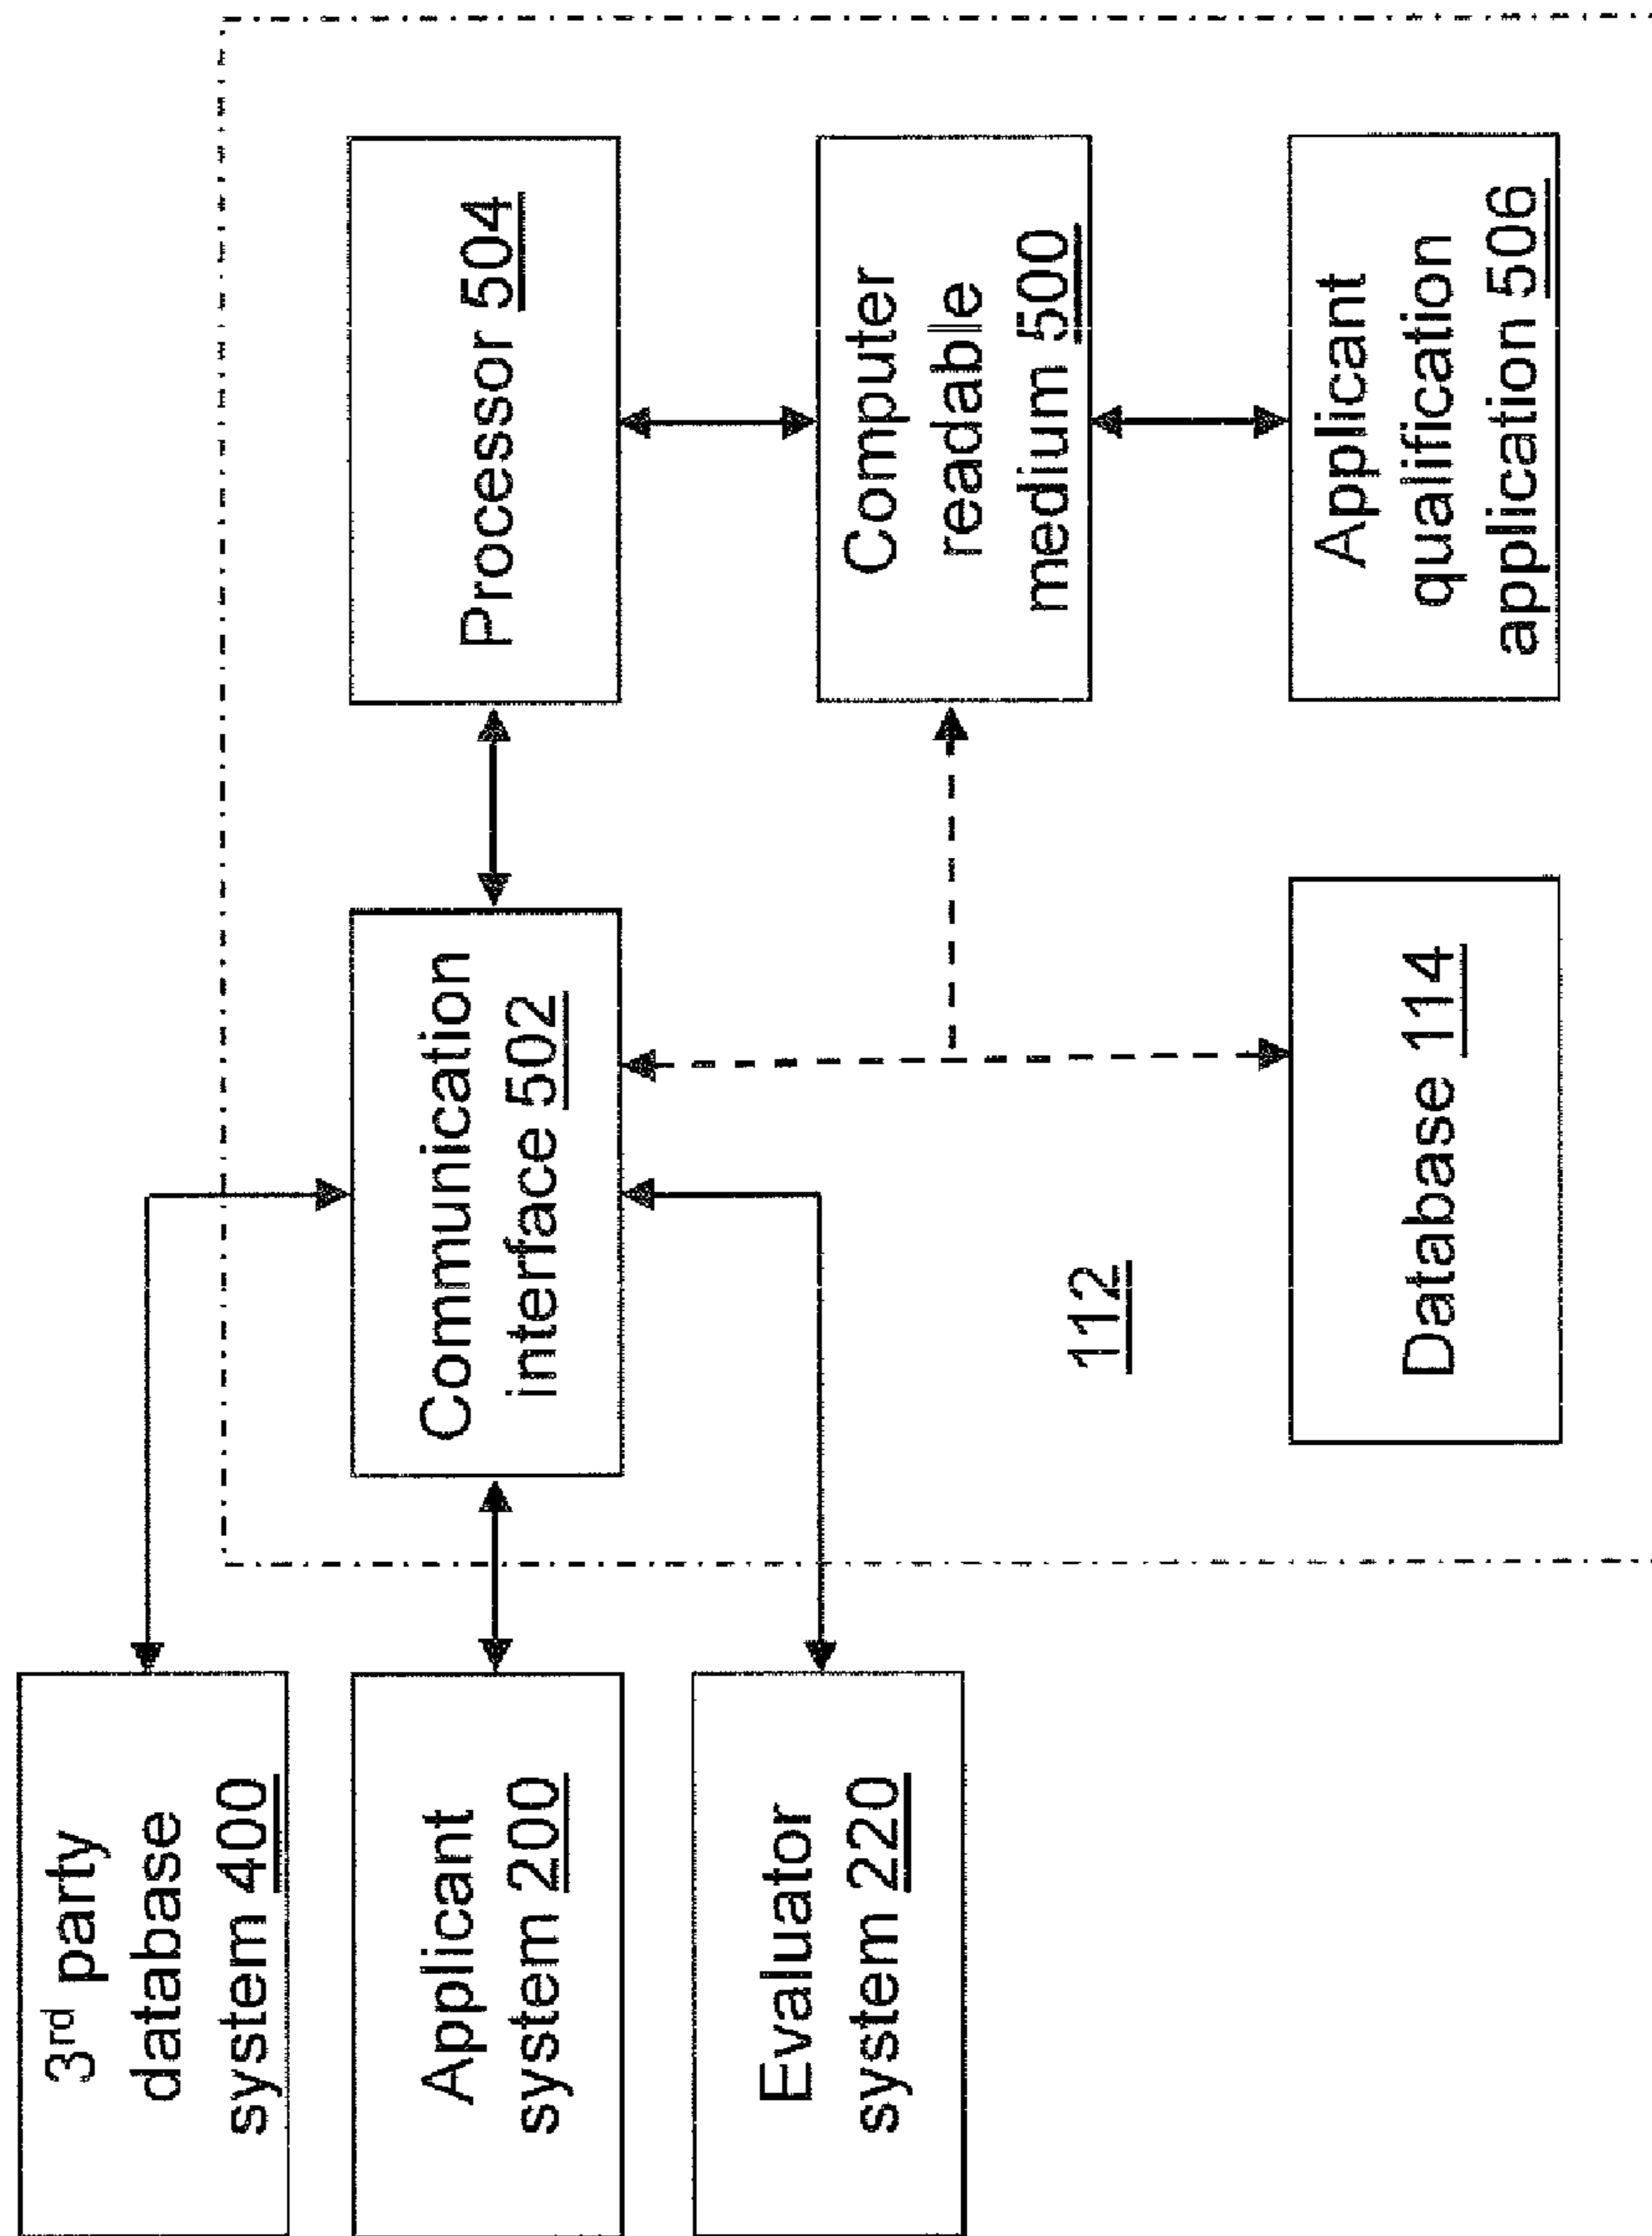 3rd party
database
system 400
Applicant
system 200
Evaluator
system 220
Communication
interface 502
112
Database 114
Processor 504
Computer
readable
medium 500
Applicant
qualification
application 506